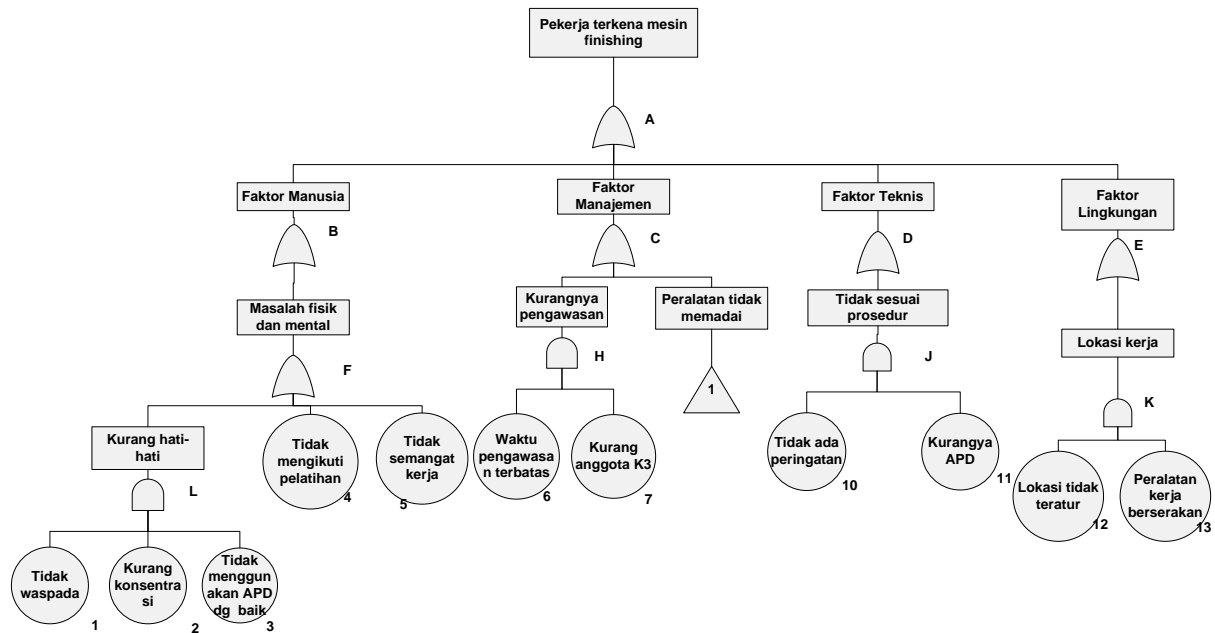 Pekerja terkena mesin
finishing
A
Faktor Manusia
Faktor
Manajemen
Faktor Teknis
Faktor
Lingkungan
B
C
D
E
Masalah fisik
dan mental
Kurangnya
pengawasan
Peralatan tidak
memadai
Tidak sesuai
prosedur
Lokasi kerja
F
H
1
J
K
Kurang hati-
hati
Tidak
mengikuti
pelatihan
4
Tidak
semangat
kerja
5
Waktu
pengawasa
n terbatas
6
Kurang
anggota K3
7
Tidak ada
peringatan
10
Kurangya
APD
11
Lokasi tidak
teratur
12
Peralatan
kerja
berserakan
13
L
Tidak
waspada
1
Kurang
konsentra
si
2
Tidak
menggun
akan APD
dg baik
3